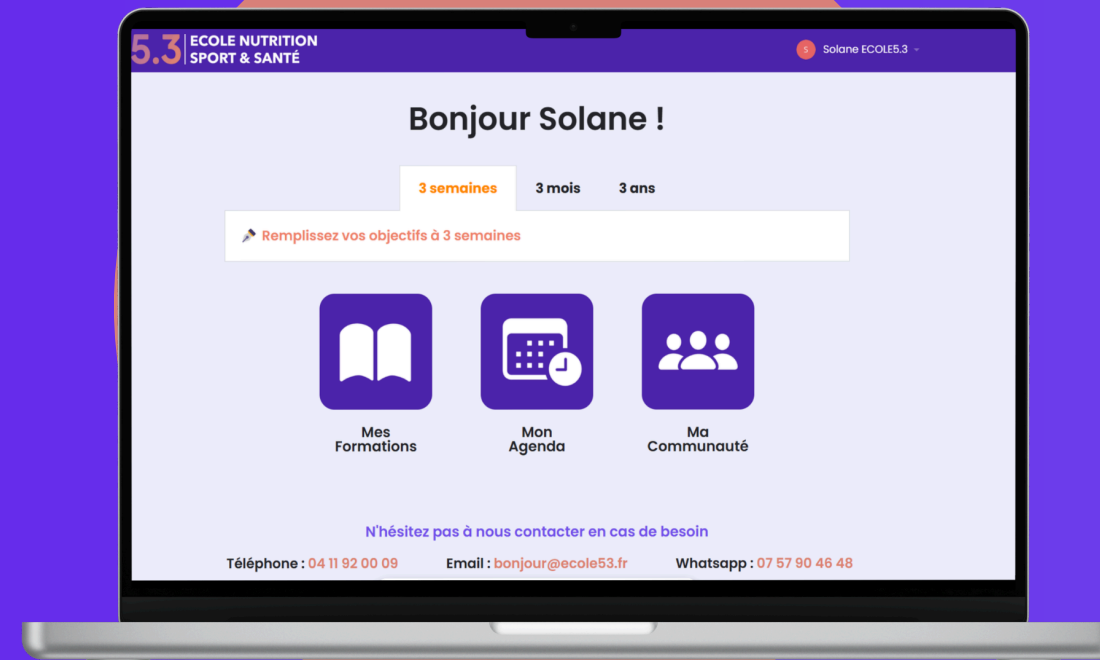 5.3 ECOLE NUTRITION
SPORT & SANTÉ
S Solane ECOLE5.3
Bonjour Solane !
3 semaines 3 mois 3 ans
Remplissez vos objectifs à 3 semaines
Mes
Formations
Mon
Agenda
Ma
Communauté
N'hésitez pas à nous contacter en cas de besoin
Téléphone : 04 11 92 00 09 Email : bonjour@ecole53.fr Whatsapp : 07 57 90 46 48